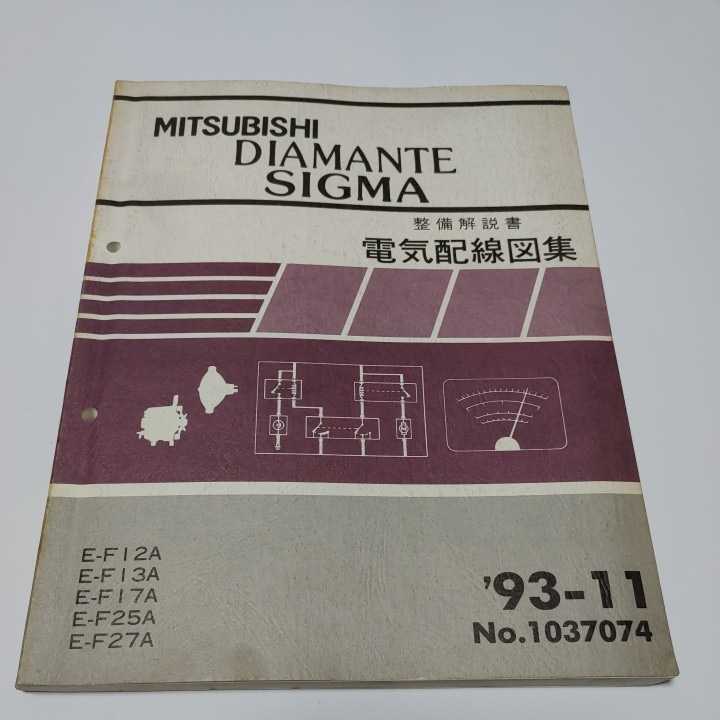 MITSUBISHI
DIAMANTE
SIGMA
整備解説書
電気配線図集
E-F12A
E-F13A
E-F17A
E-F25A
E-F27A
'93-11
No.1037074